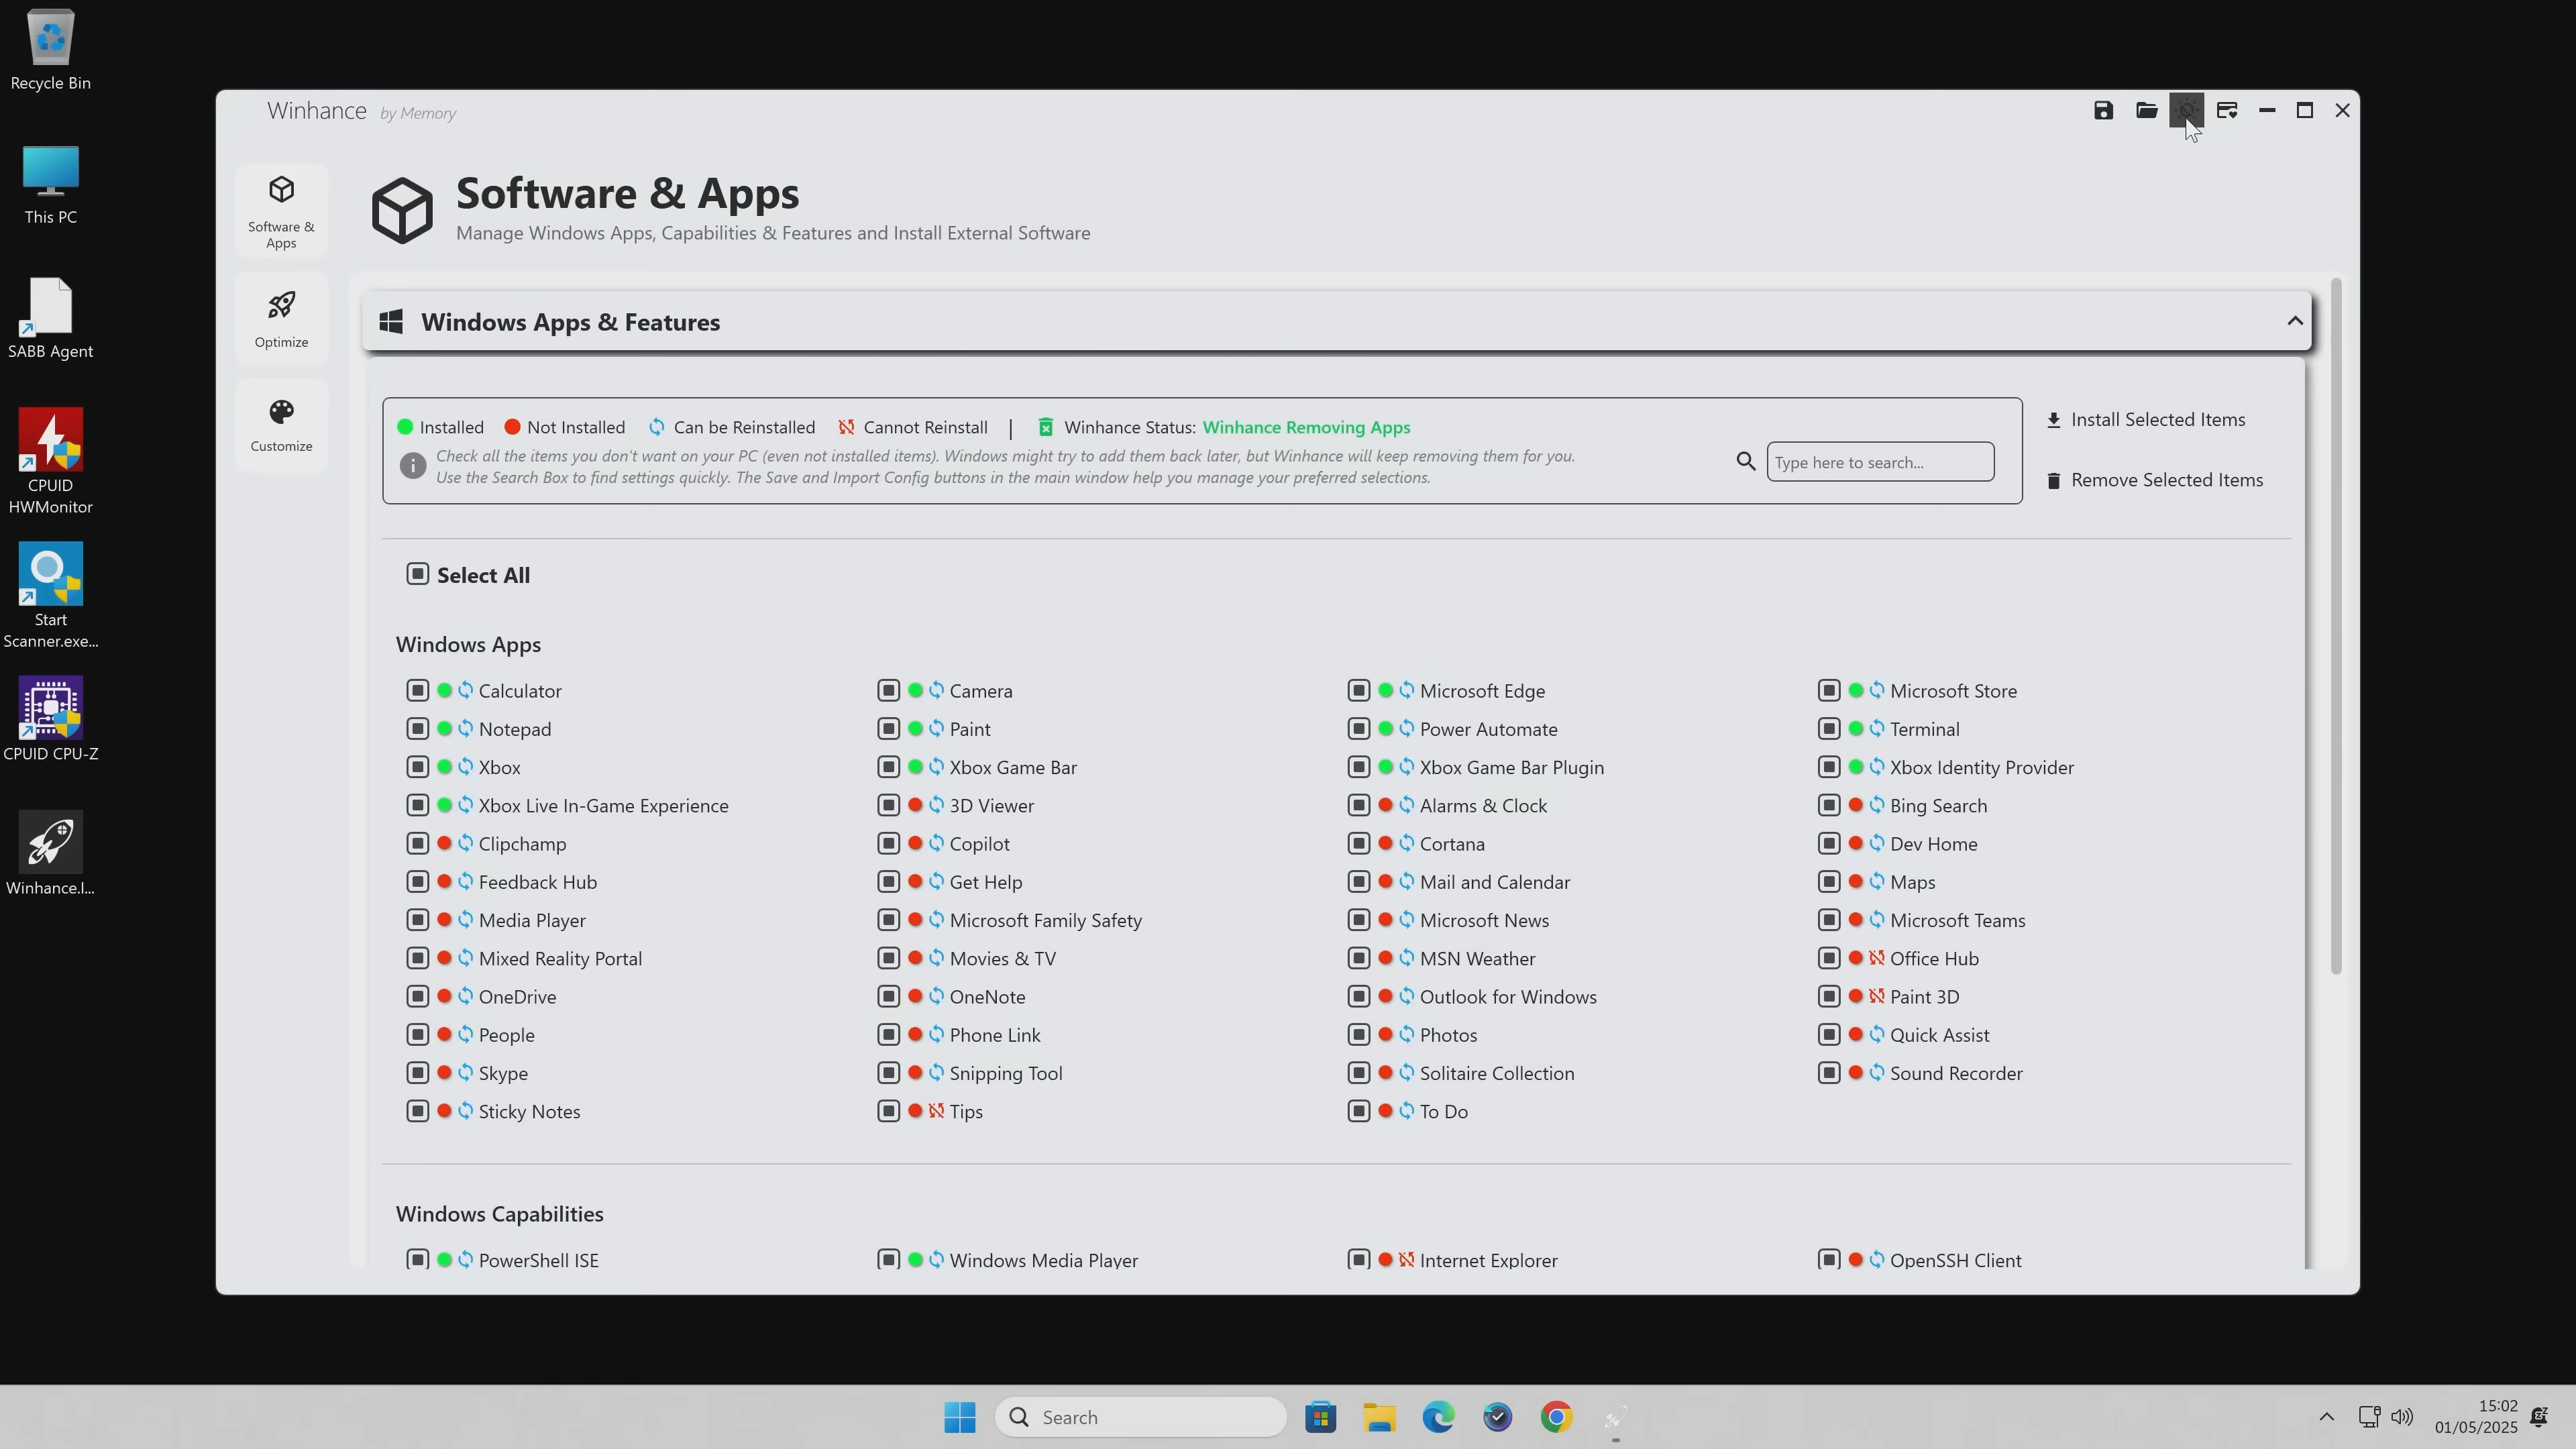 Recycle Bin
This PC
SABB Agent
CPUID
HWMonitor
Start
Scanner.exe...
CPUID CPU-Z
Winhance.l...
Winhance by Memory
Software &
Apps
Optimize
Customize
Software & Apps
Manage Windows Apps, Capabilities & Features and Install External Software
Windows Apps & Features
Installed Not Installed Can be Reinstalled Cannot Reinstall | Winhance Status: Winhance Removing Apps
Check all the items you don't want on your PC (even not installed items). Windows might try to add them back later, but Winhance will keep removing them for you.
Use the Search Box to find settings quickly. The Save and Import Config buttons in the main window help you manage your preferred selections.
Type here to search...
Install Selected Items
Remove Selected Items
Select All
Windows Apps
Calculator Camera Microsoft Edge Microsoft Store
Notepad Paint Power Automate Terminal
Xbox Xbox Game Bar Xbox Game Bar Plugin Xbox Identity Provider
Xbox Live In-Game Experience 3D Viewer Alarms & Clock Bing Search
Clipchamp Copilot Cortana Dev Home
Feedback Hub Get Help Mail and Calendar Maps
Media Player Microsoft Family Safety Microsoft News Microsoft Teams
Mixed Reality Portal Movies & TV MSN Weather Office Hub
OneDrive OneNote Outlook for Windows Paint 3D
People Phone Link Photos Quick Assist
Skype Snipping Tool Solitaire Collection Sound Recorder
Sticky Notes Tips To Do
Windows Capabilities
PowerShell ISE Windows Media Player Internet Explorer OpenSSH Client
Search
15:02
01/05/2025